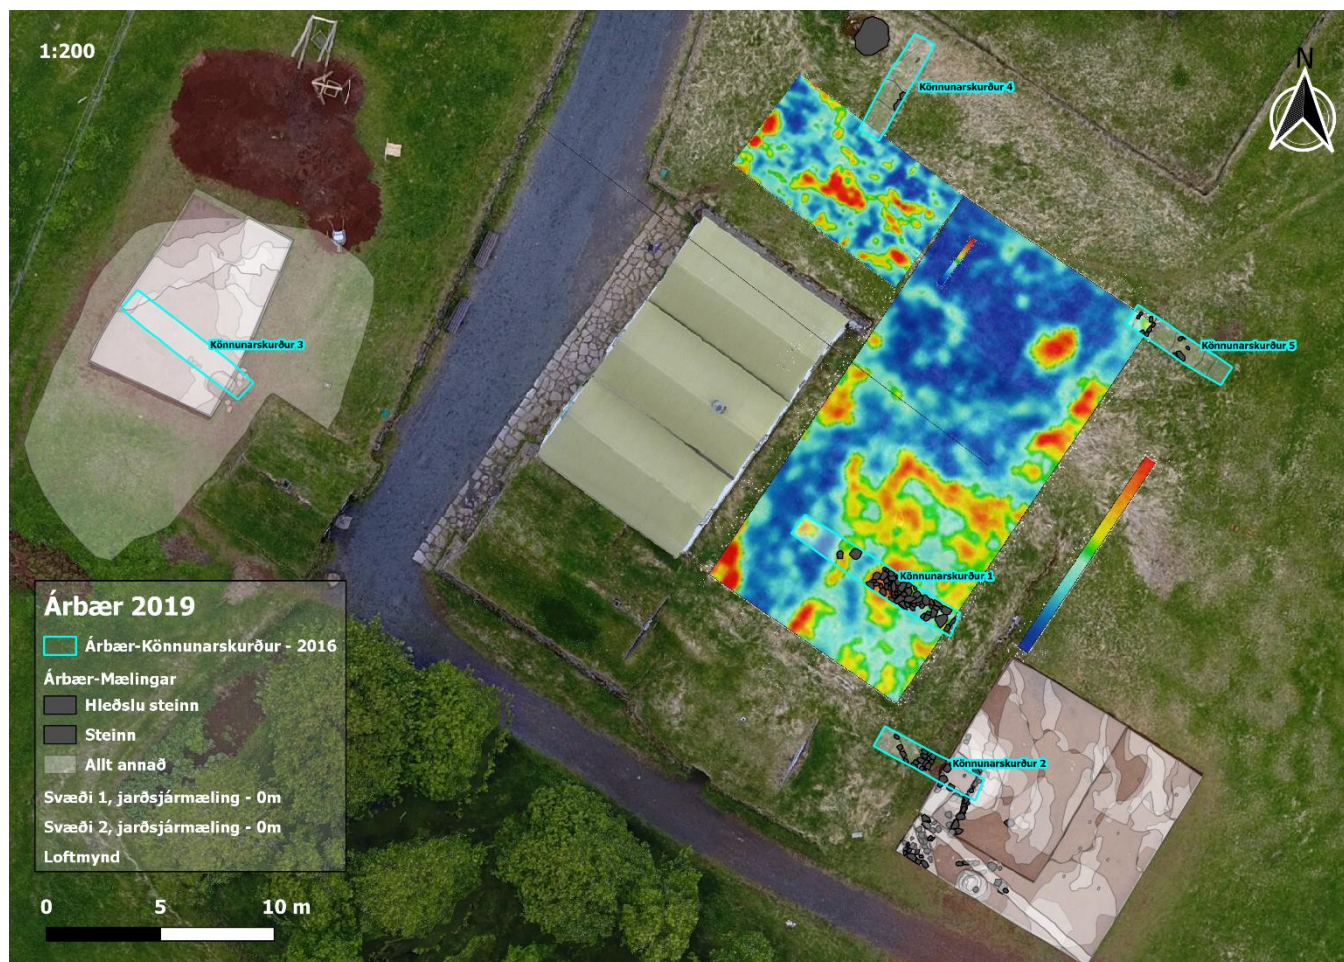 1:200
N
Könnunarskurður 4
Könnunarskurður 3
Könnunarskurður 5
Könnunarskurður 1
Könnunarskurður 2
Árbær 2019
Árbær-Könnunarskurður - 2016
Árbær-Mælingar
Hleðslu steinn
Steinn
Allt annað
Svæði 1, jarðsjármæling - 0m
Svæði 2, jarðsjármæling - 0m
Loftmynd
0 5 10 m